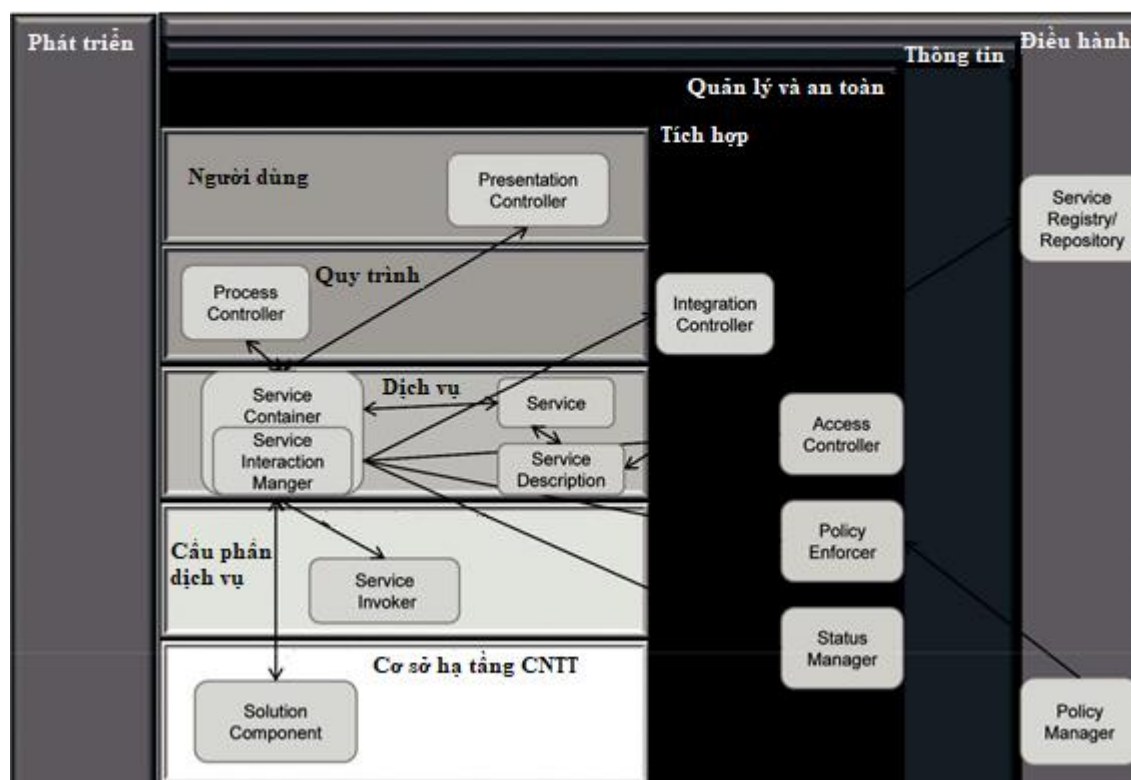 Phát triển
Điều hành
Thông tin
Quản lý và an toàn
Tích hợp
Người dùng
Presentation
Controller
Service
Registry/
Repository
Quy trình
Process
Controller
Integration
Controller
Dịch vụ
Service
Container
Service
Interaction
Manger
Service
Service
Description
Access
Controller
Cấu phần
dịch vụ
Service
Invoker
Policy
Enforcer
Status
Manager
Cơ sở hạ tầng CNTT
Solution
Component
Policy
Manager